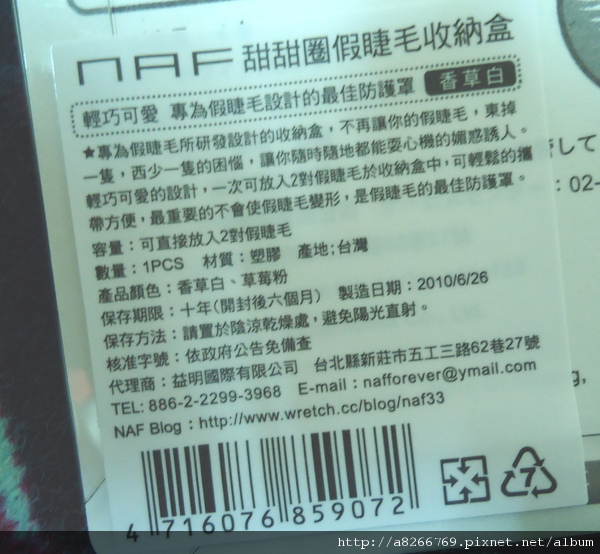 NAF 甜甜圈假睫毛收納盒
輕巧可愛 專為假睫毛設計的最佳防護罩 香草白
★專為假睫毛所研發設計的收納盒，不再讓你的假睫毛，東掉
一隻，西少一隻的困惱，讓你隨時隨地都能耍心機的媚惑誘人。
輕巧可愛的設計，一次可放入2對假睫毛於收納盒中，可輕鬆的攜
帶方便，最重要的不會使假睫毛變形，是假睫毛的最佳防護罩。
容量：可直接放入2對假睫毛
數量：1PCS 材質：塑膠 產地;台灣
產品顏色：香草白、草莓粉
保存期限：十年(開封後六個月) 製造日期：2010/6/26
保存方法：請置於陰涼乾燥處，避免陽光直射。
核准字號：依政府公告免備查
代理商：益明國際有限公司 台北縣新莊市五工三路62巷27號
TEL: 886-2-2299-3968 E-mail：nafforever@ymail.com
NAF Blog：http://www.wretch.cc/blog/naf33
4 716076 859072
7
して
：02-
http://a8266769.pixnet.net/album